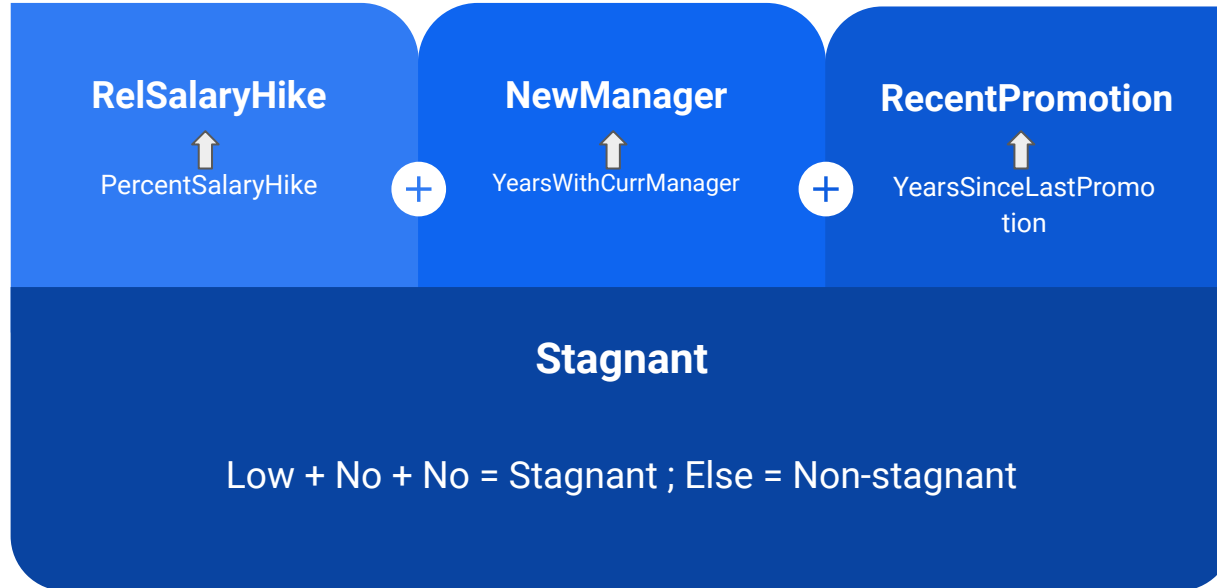 RelSalaryHike
PercentSalaryHike
+
NewManager
YearsWithCurrManager
+
RecentPromotion
YearsSinceLastPromo
tion
Stagnant
Low + No + No = Stagnant ; Else = Non-stagnant